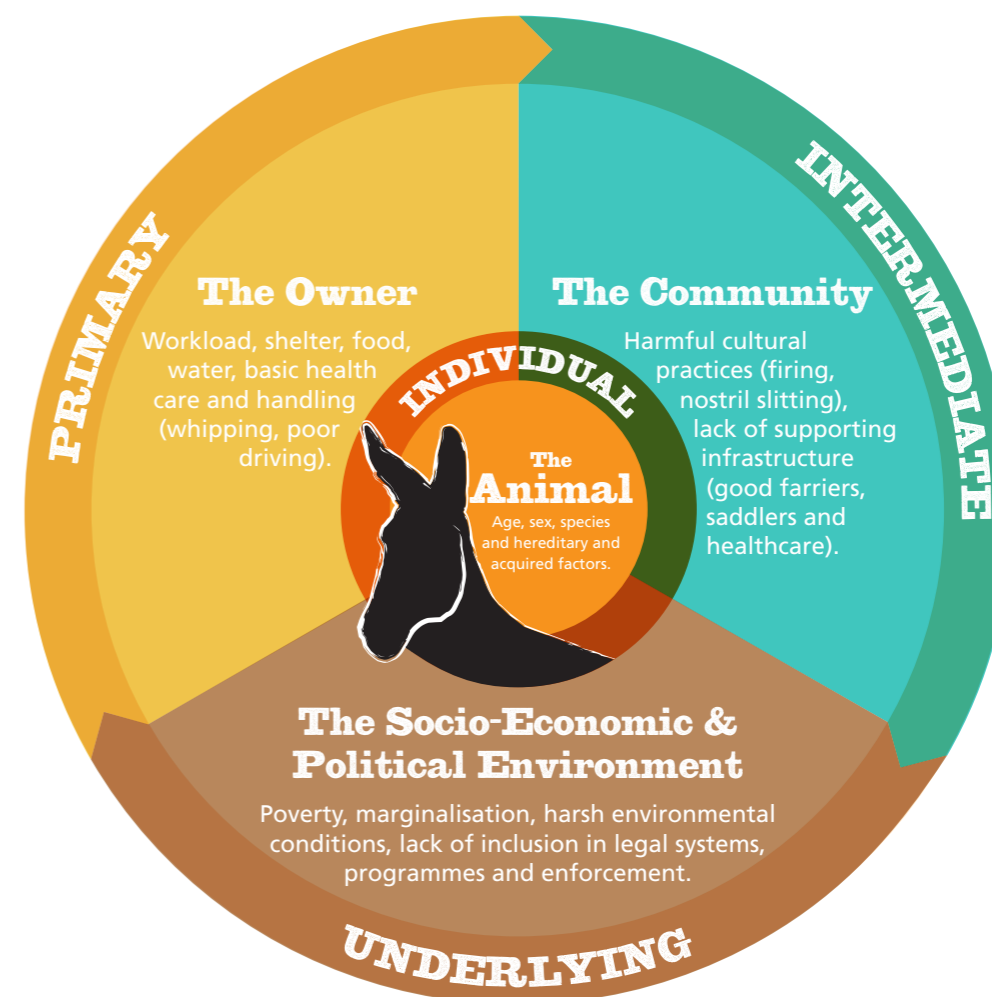 PRIMARY
The Owner
Workload, shelter, food,
water, basic health
care and handling
(whipping, poor
driving).
INTERMEDIATE
The Community
Harmful cultural
practices (firing,
nostril slitting),
lack of supporting
infrastructure
(good farriers,
saddlers and
healthcare).
INDIVIDUAL
The
Animal
Age, sex, species
and hereditary and
acquired factors.
The Socio-Economic &
Political Environment
Poverty, marginalisation, harsh environmental
conditions, lack of inclusion in legal systems,
programmes and enforcement.
UNDERLYING